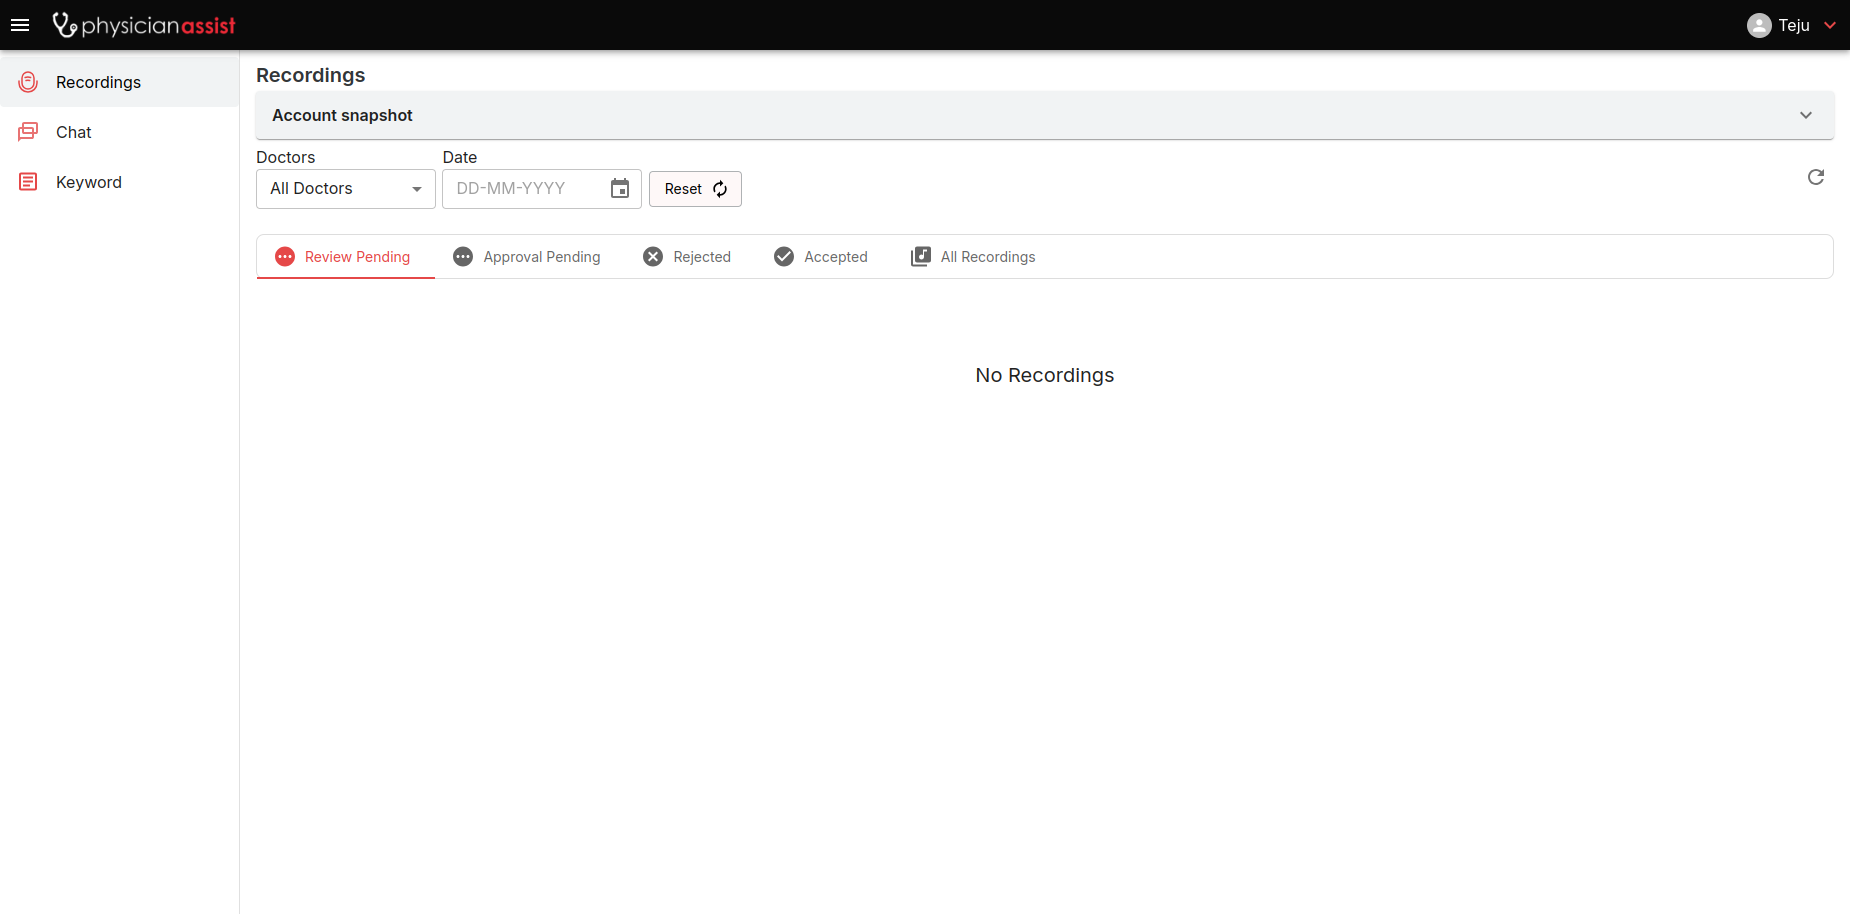 physicianassist
Teju
Recordings
Chat
Keyword
Recordings
Account snapshot
Doctors
Date
All Doctors
DD-MM-YYYY
Reset
Review Pending
Approval Pending
Rejected
Accepted
All Recordings
No Recordings